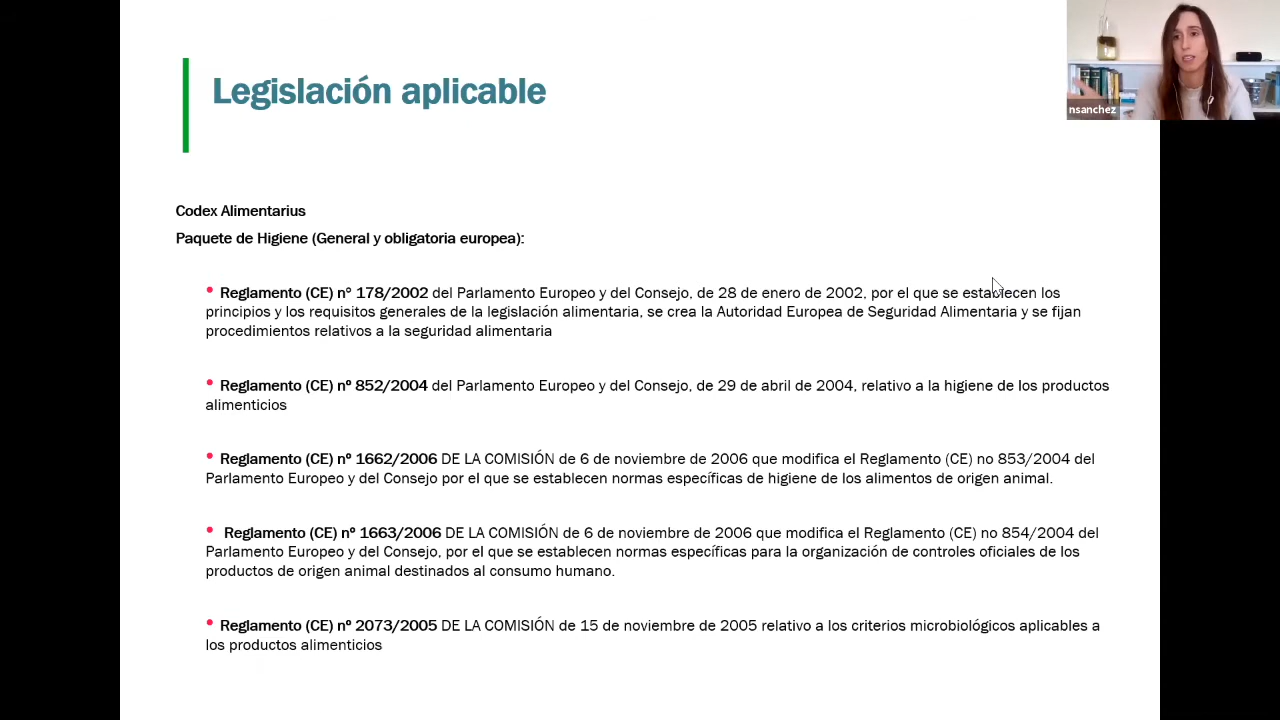 Legislación aplicable
nsanchez
Codex Alimentarius
Paquete de Higiene (General y obligatoria europea):
• Reglamento (CE) n° 178/2002 del Parlamento Europeo y del Consejo, de 28 de enero de 2002, por el que se establecen los
principios y los requisitos generales de la legislación alimentaria, se crea la Autoridad Europea de Seguridad Alimentaria y se fijan
procedimientos relativos a la seguridad alimentaria
• Reglamento (CE) nº 852/2004 del Parlamento Europeo y del Consejo, de 29 de abril de 2004, relativo a la higiene de los productos
alimenticios
• Reglamento (CE) nº 1662/2006 DE LA COMISIÓN de 6 de noviembre de 2006 que modifica el Reglamento (CE) no 853/2004 del
Parlamento Europeo y del Consejo por el que se establecen normas específicas de higiene de los alimentos de origen animal.
• Reglamento (CE) nº 1663/2006 DE LA COMISIÓN de 6 de noviembre de 2006 que modifica el Reglamento (CE) no 854/2004 del
Parlamento Europeo y del Consejo, por el que se establecen normas específicas para la organización de controles oficiales de los
productos de origen animal destinados al consumo humano.
• Reglamento (CE) nº 2073/2005 DE LA COMISIÓN de 15 de noviembre de 2005 relativo a los criterios microbiológicos aplicables a
los productos alimenticios